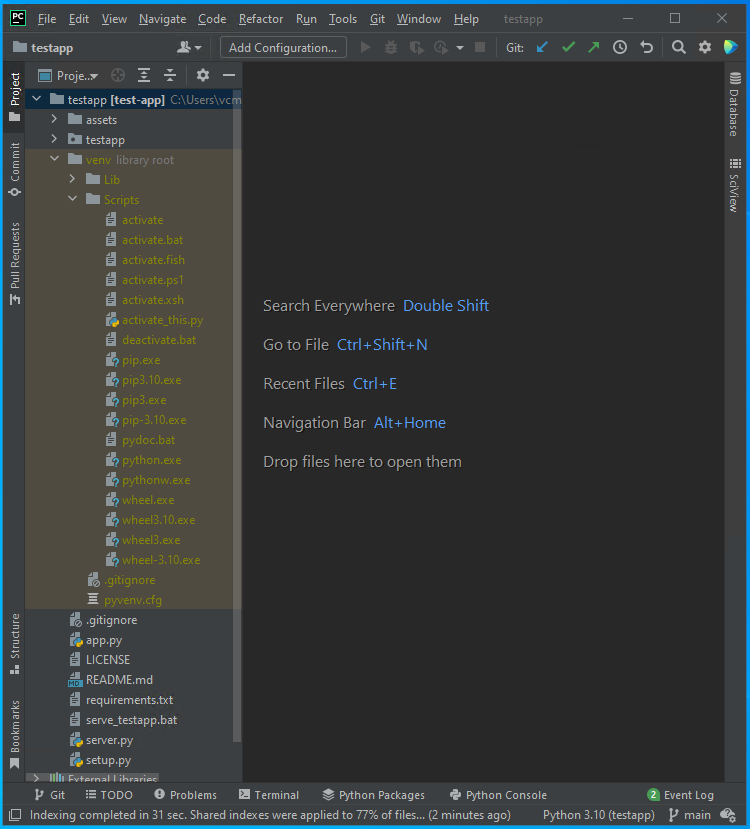 PC File Edit View Navigate Code Refactor Run Tools Git Window Help testapp
testapp Add Configuration... Git:
Project
Proje..
testapp [test-app] C:\Users\vcm
assets
testapp
venv library root
Lib
Scripts
activate
activate.bat
activate.fish
activate.ps1
activate.xsh
activate_this.py
deactivate.bat
pip.exe
pip3.10.exe
pip3.exe
pip-3.10.exe
pydoc.bat
python.exe
pythonw.exe
wheel.exe
wheel3.10.exe
wheel3.exe
wheel-3.10.exe
.gitignore
pyvenv.cfg
.gitignore
app.py
LICENSE
MD README.md
requirements.txt
serve_testapp.bat
server.py
setup.py
External Libraries
Commit
Pull Requests
Structure
Bookmarks
Search Everywhere Double Shift
Go to File Ctrl+Shift+N
Recent Files Ctrl+E
Navigation Bar Alt+Home
Drop files here to open them
Database
SciView
Git TODO Problems Terminal Python Packages Python Console 2 Event Log
Indexing completed in 31 sec. Shared indexes were applied to 77% of files... (2 minutes ago) Python 3.10 (testapp) main